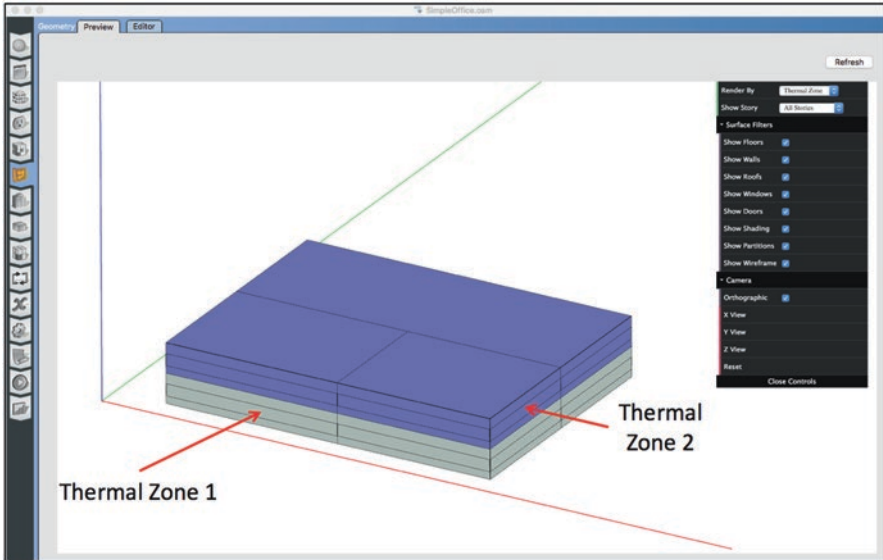 SimpleOffice.osm
Geometry Preview Editor
Refresh
Render By Thermal Zone
Show Story All Stories
Surface Filters
Show Floors
Show Walls
Show Roofs
Show Windows
Show Doors
Show Shading
Show Partitions
Show Wireframe
Camera
Orthographic
X View
Y View
Z View
Reset
Close Controls
Thermal
Zone 2
Thermal Zone 1